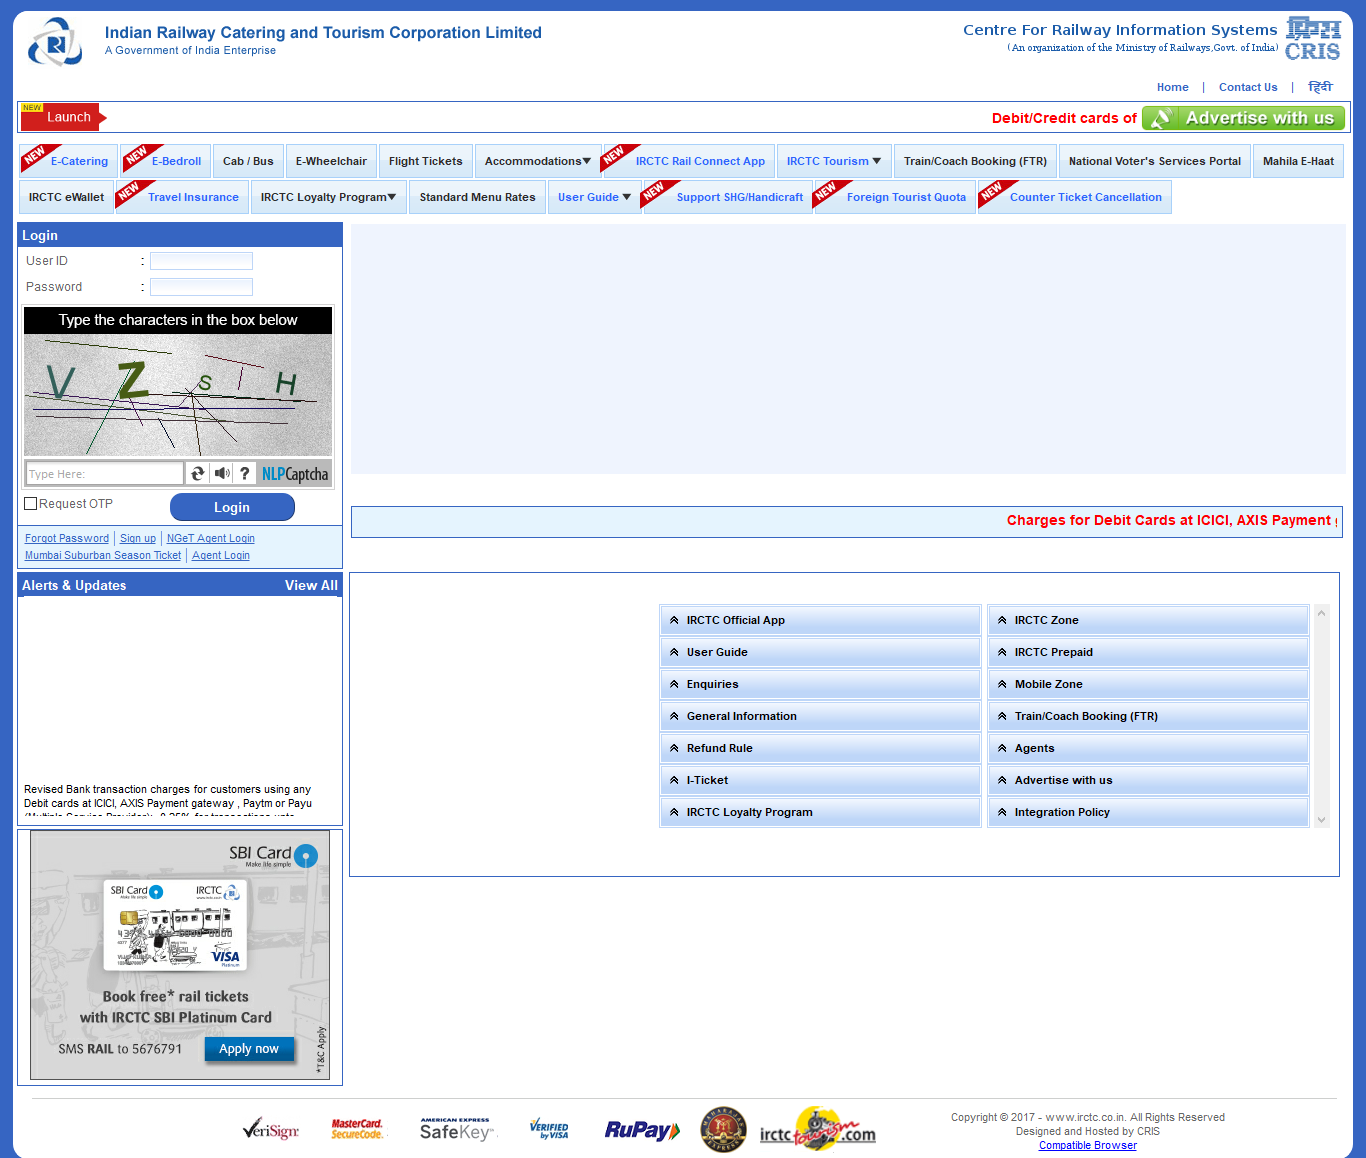 Indian Railway Catering and Tourism Corporation Limited
A Government of India Enterprise
Centre For Railway Information Systems
(An organization of the Ministry of Railways,Govt. of India)
CRIS
Home | Contact Us | हिंदी
NEW
Launch
Debit/Credit cards of
Advertise with us
NEW E-Catering NEW E-Bedroll Cab / Bus E-Wheelchair Flight Tickets Accommodations NEW IRCTC Rail Connect App IRCTC Tourism Train/Coach Booking (FTR) National Voter's Services Portal Mahila E-Haat
IRCTC eWallet NEW Travel Insurance IRCTC Loyalty Program Standard Menu Rates User Guide NEW Support SHG/Handicraft NEW Foreign Tourist Quota NEW Counter Ticket Cancellation
Login
User ID :
Password :
Type the characters in the box below
V Z S I H
Type Here: ? NLPCaptcha
Request OTP Login
Forgot Password | Sign up | NGeT Agent Login
Mumbai Suburban Season Ticket | Agent Login
Charges for Debit Cards at ICICI, AXIS Payment
Alerts & Updates View All
Revised Bank transaction charges for customers using any
Debit cards at ICICI, AXIS Payment gateway , Paytm or Payu
IRCTC Official App
User Guide
Enquiries
General Information
Refund Rule
I-Ticket
IRCTC Loyalty Program
IRCTC Zone
IRCTC Prepaid
Mobile Zone
Train/Coach Booking (FTR)
Agents
Advertise with us
Integration Policy
SBI Card
Make life simple
SBI Card
Make life simple
IRCTC
VISA
Platinum
Book free* rail tickets
with IRCTC SBI Platinum Card
SMS RAIL to 5676791
Apply now
*T&C Apply
VeriSign
MasterCard.
SecureCode.
AMERICAN EXPRESS
SafeKey
VERIFIED
by VISA
RuPay
irctc tourism .com
Copyright © 2017 - www.irctc.co.in. All Rights Reserved
Designed and Hosted by CRIS
Compatible Browser